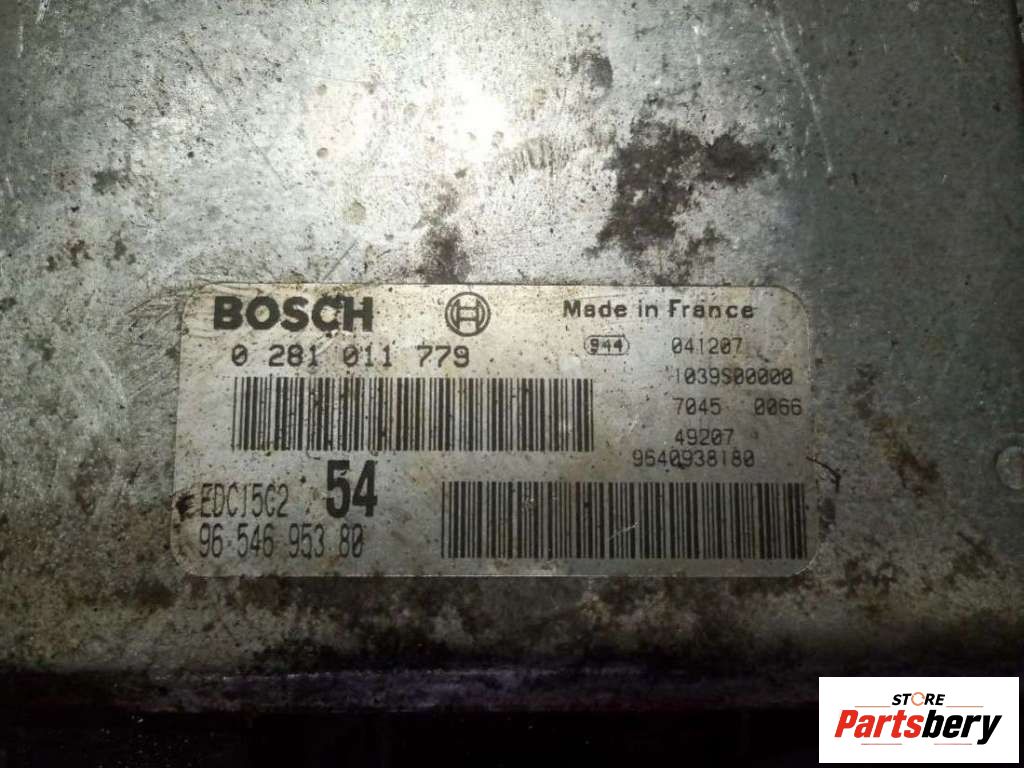 BOSCH
Made in France
0 281 011 779
944 041207
1039S00000
7045 0066
49207
9640938180
54
EDC15C2
96 546 953 80
STORE
Partsbery